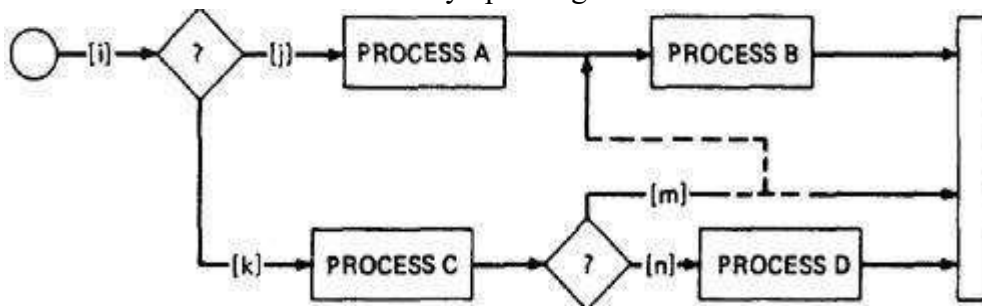 [i] ? [j] PROCESS A PROCESS B
[m]
[k] PROCESS C ? [n] PROCESS D